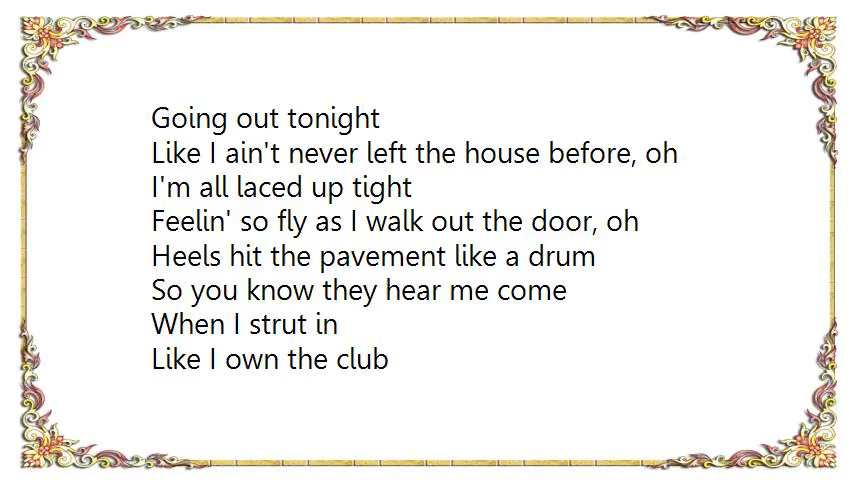 Going out tonight
Like I ain't never left the house before, oh
I'm all laced up tight
Feelin' so fly as I walk out the door, oh
Heels hit the pavement like a drum
So you know they hear me come
When I strut in
Like I own the club